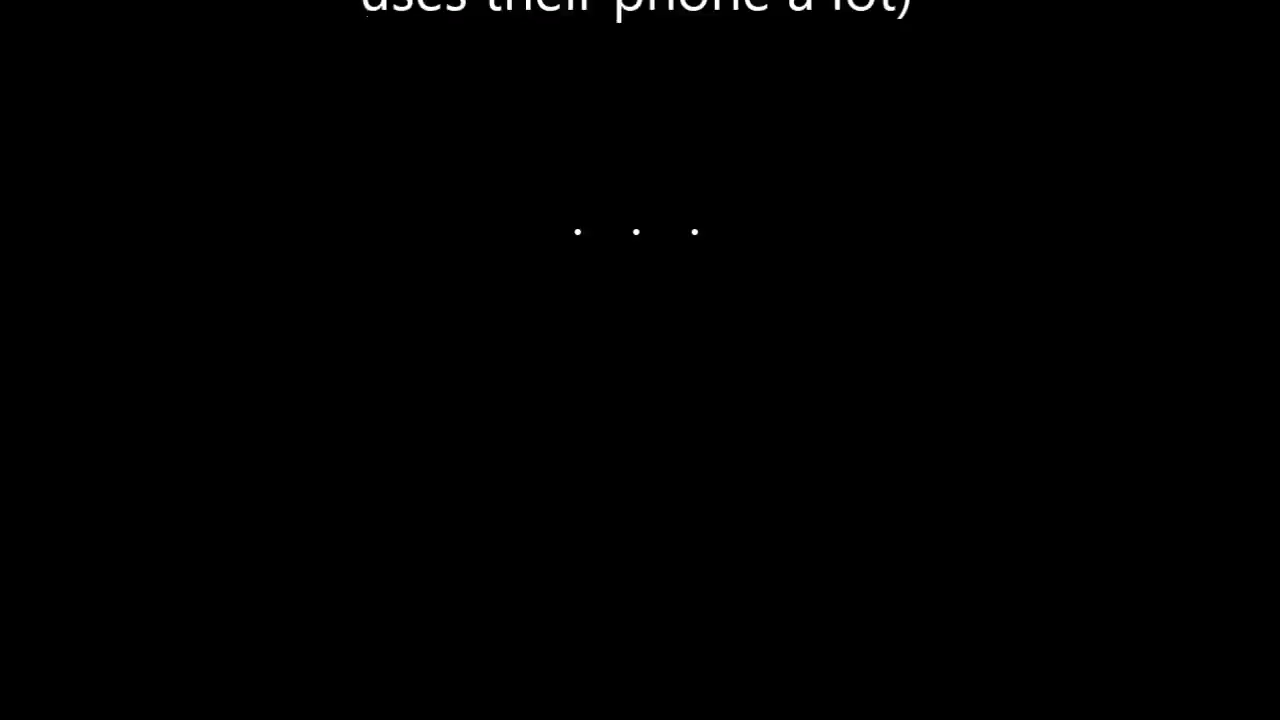 uses their phone a lot)
. . .